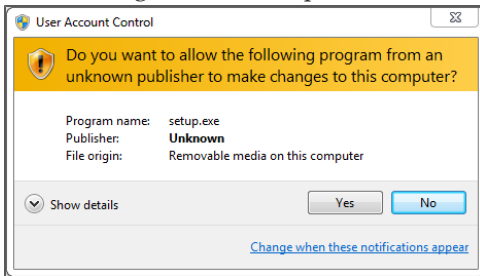 User Account Control
Do you want to allow the following program from an
unknown publisher to make changes to this computer?
Program name: setup.exe
Publisher: Unknown
File origin: Removable media on this computer
Show details
Yes
No
Change when these notifications appear